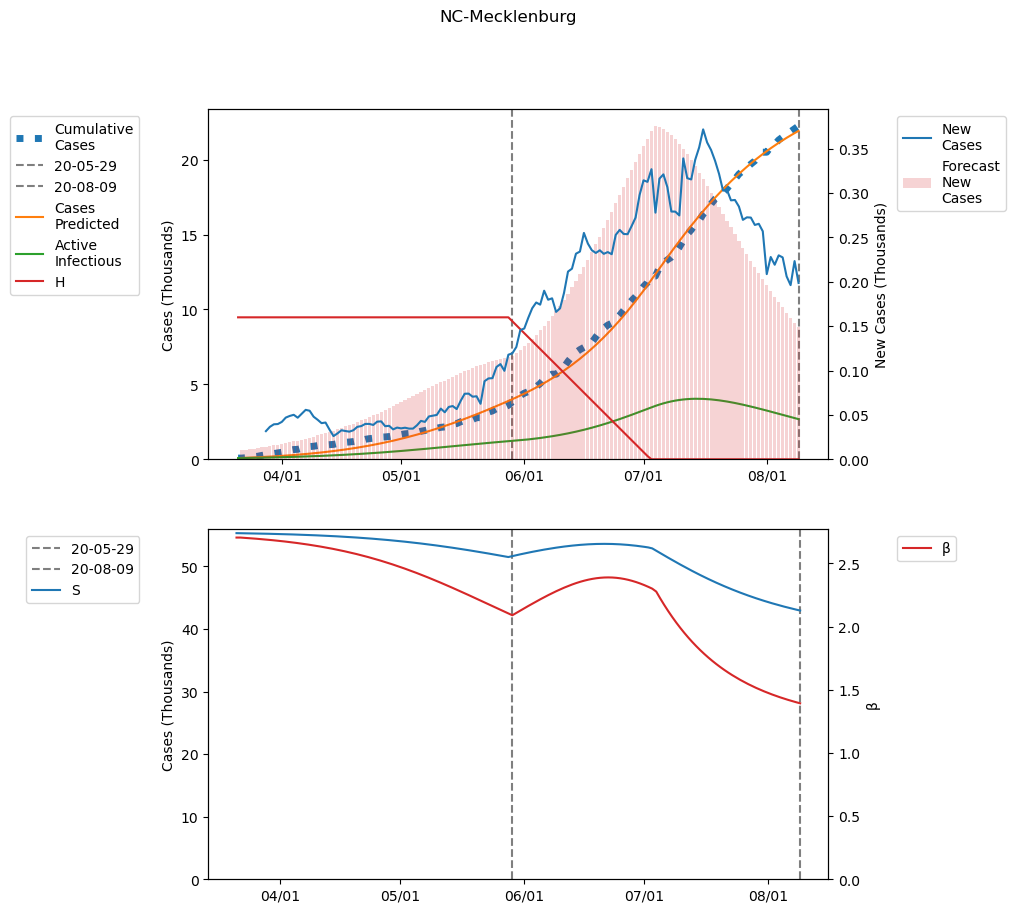 NC-Mecklenburg
Cumulative
Cases
20-05-29
20-08-09
Cases
Predicted
Active
Infectious
H
Cases (Thousands)
20
15
10
5
0
04/01
05/01
06/01
07/01
08/01
0.35
0.30
0.25
0.20
0.15
0.10
0.05
0.00
New Cases (Thousands)
New
Cases
Forecast
New
Cases
20-05-29
20-08-09
S
Cases (Thousands)
50
40
30
20
10
0
04/01
05/01
06/01
07/01
08/01
2.5
2.0
1.5
1.0
0.5
0.0
β
β